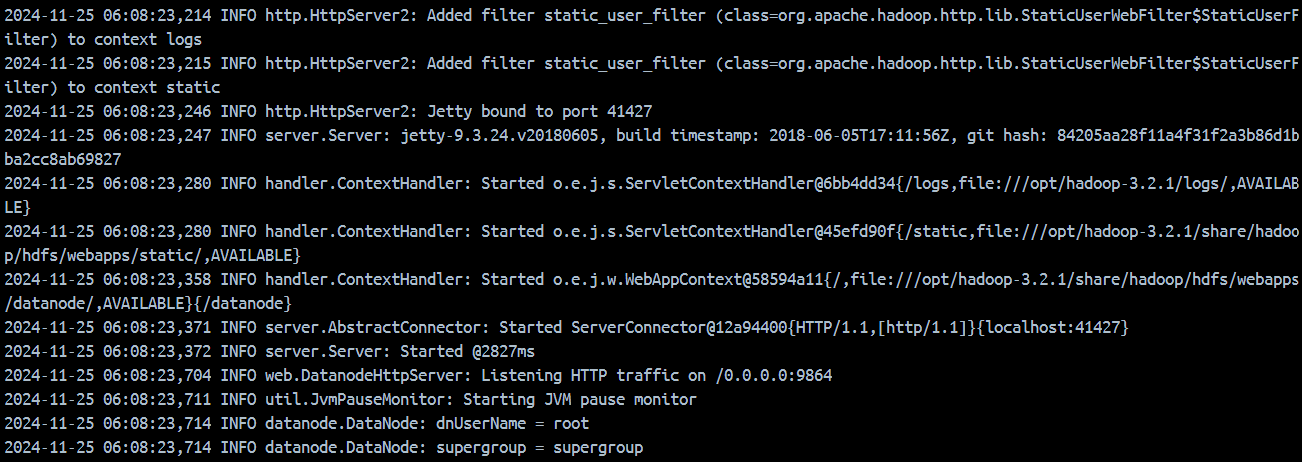 2024-11-25 06:08:23,214 INFO http.HttpServer2: Added filter static_user_filter (class=org.apache.hadoop.http.lib.StaticUserWebFilter$StaticUserF
ilter) to context logs
2024-11-25 06:08:23,215 INFO http.HttpServer2: Added filter static_user_filter (class=org.apache.hadoop.http.lib.StaticUserWebFilter$StaticUserF
ilter) to context static
2024-11-25 06:08:23,246 INFO http.HttpServer2: Jetty bound to port 41427
2024-11-25 06:08:23,247 INFO server.Server: jetty-9.3.24.v20180605, build timestamp: 2018-06-05T17:11:56Z, git hash: 84205aa28f11a4f31f2a3b86d1b
ba2cc8ab69827
2024-11-25 06:08:23,280 INFO handler.ContextHandler: Started o.e.j.s.ServletContextHandler@6bb4dd34{/logs,file:///opt/hadoop-3.2.1/logs/,AVAILAB
LE}
2024-11-25 06:08:23,280 INFO handler.ContextHandler: Started o.e.j.s.ServletContextHandler@45efd90f{/static,file:///opt/hadoop-3.2.1/share/hadoo
p/hdfs/webapps/static/,AVAILABLE}
2024-11-25 06:08:23,358 INFO handler.ContextHandler: Started o.e.j.w.WebAppContext@58594a11{/,file:///opt/hadoop-3.2.1/share/hadoop/hdfs/webapps
/datanode/,AVAILABLE}{/datanode}
2024-11-25 06:08:23,371 INFO server.AbstractConnector: Started ServerConnector@12a94400{HTTP/1.1,[http/1.1]}{localhost:41427}
2024-11-25 06:08:23,372 INFO server.Server: Started @2827ms
2024-11-25 06:08:23,704 INFO web.DatanodeHttpServer: Listening HTTP traffic on /0.0.0.0:9864
2024-11-25 06:08:23,711 INFO util.JvmPauseMonitor: Starting JVM pause monitor
2024-11-25 06:08:23,714 INFO datanode.DataNode: dnUserName = root
2024-11-25 06:08:23,714 INFO datanode.DataNode: supergroup = supergroup